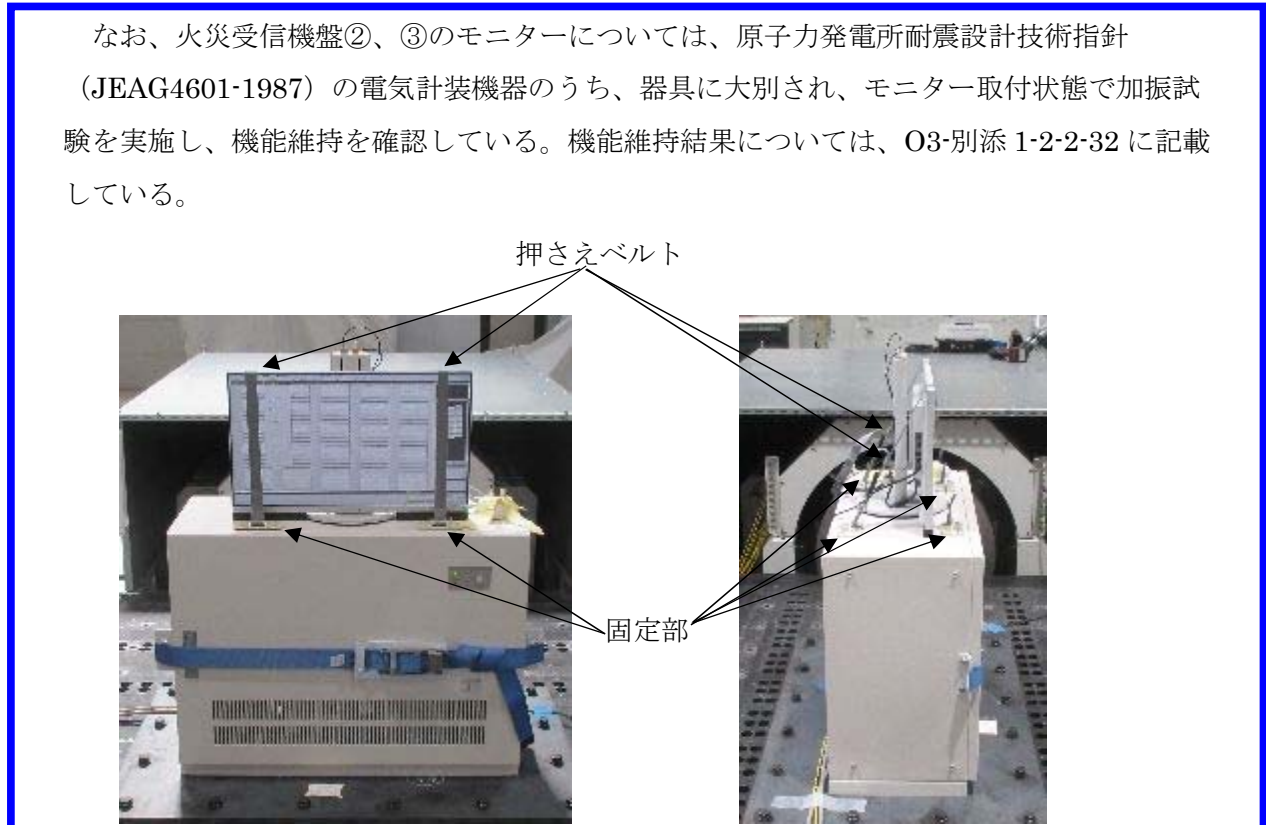 なお、火災受信機盤②、③のモニターについては、原子力発電所耐震設計技術指針
（JEAG4601-1987）の電気計装機器のうち、器具に大別され、モニター取付状態で加振試
験を実施し、機能維持を確認している。機能維持結果については、O3-別添 1-2-2-32 に記載
している。
押さえベルト
固定部